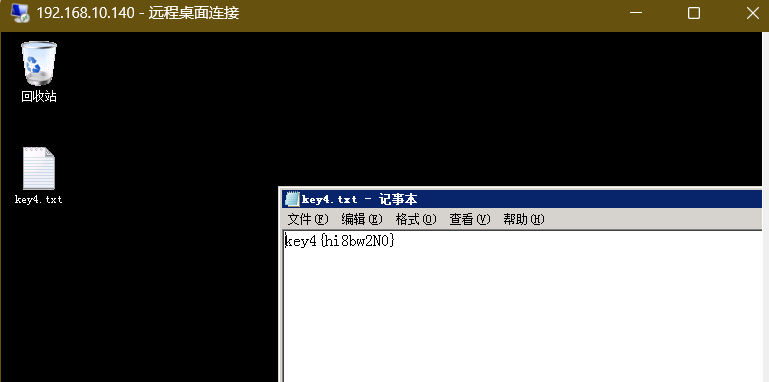 192.168.10.140 - 远程桌面连接
回收站
key4.txt
key4.txt - 记事本
文件(F) 编辑(E) 格式(O) 查看(V) 帮助(H)
key4{hi8bw2N0}